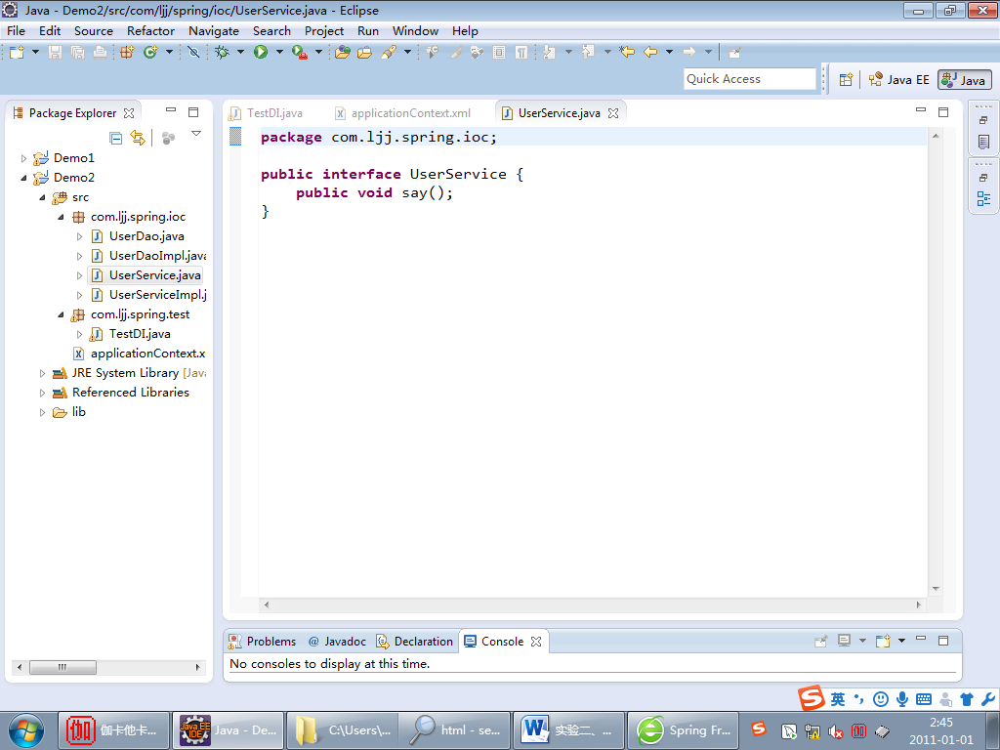 Java - Demo2/src/com/ljj/spring/ioc/UserService.java - Eclipse
File Edit Source Refactor Navigate Search Project Run Window Help
Quick Access
Java EE
Java
Package Explorer
Demo1
Demo2
src
com.ljj.spring.ioc
UserDao.java
UserDaoImpl.java
UserService.java
UserServiceImpl.j
com.ljj.spring.test
TestDI.java
applicationContext.x
JRE System Library [Java
Referenced Libraries
lib
TestDI.java applicationContext.xml UserService.java
package com.ljj.spring.ioc;
public interface UserService {
public void say();
}
Problems @ Javadoc Declaration Console
No consoles to display at this time.
英
伽 伽卡他卡... Java - De... C:\Users\... html - se... 实验二、... Spring Fr...
2:45
2011-01-01